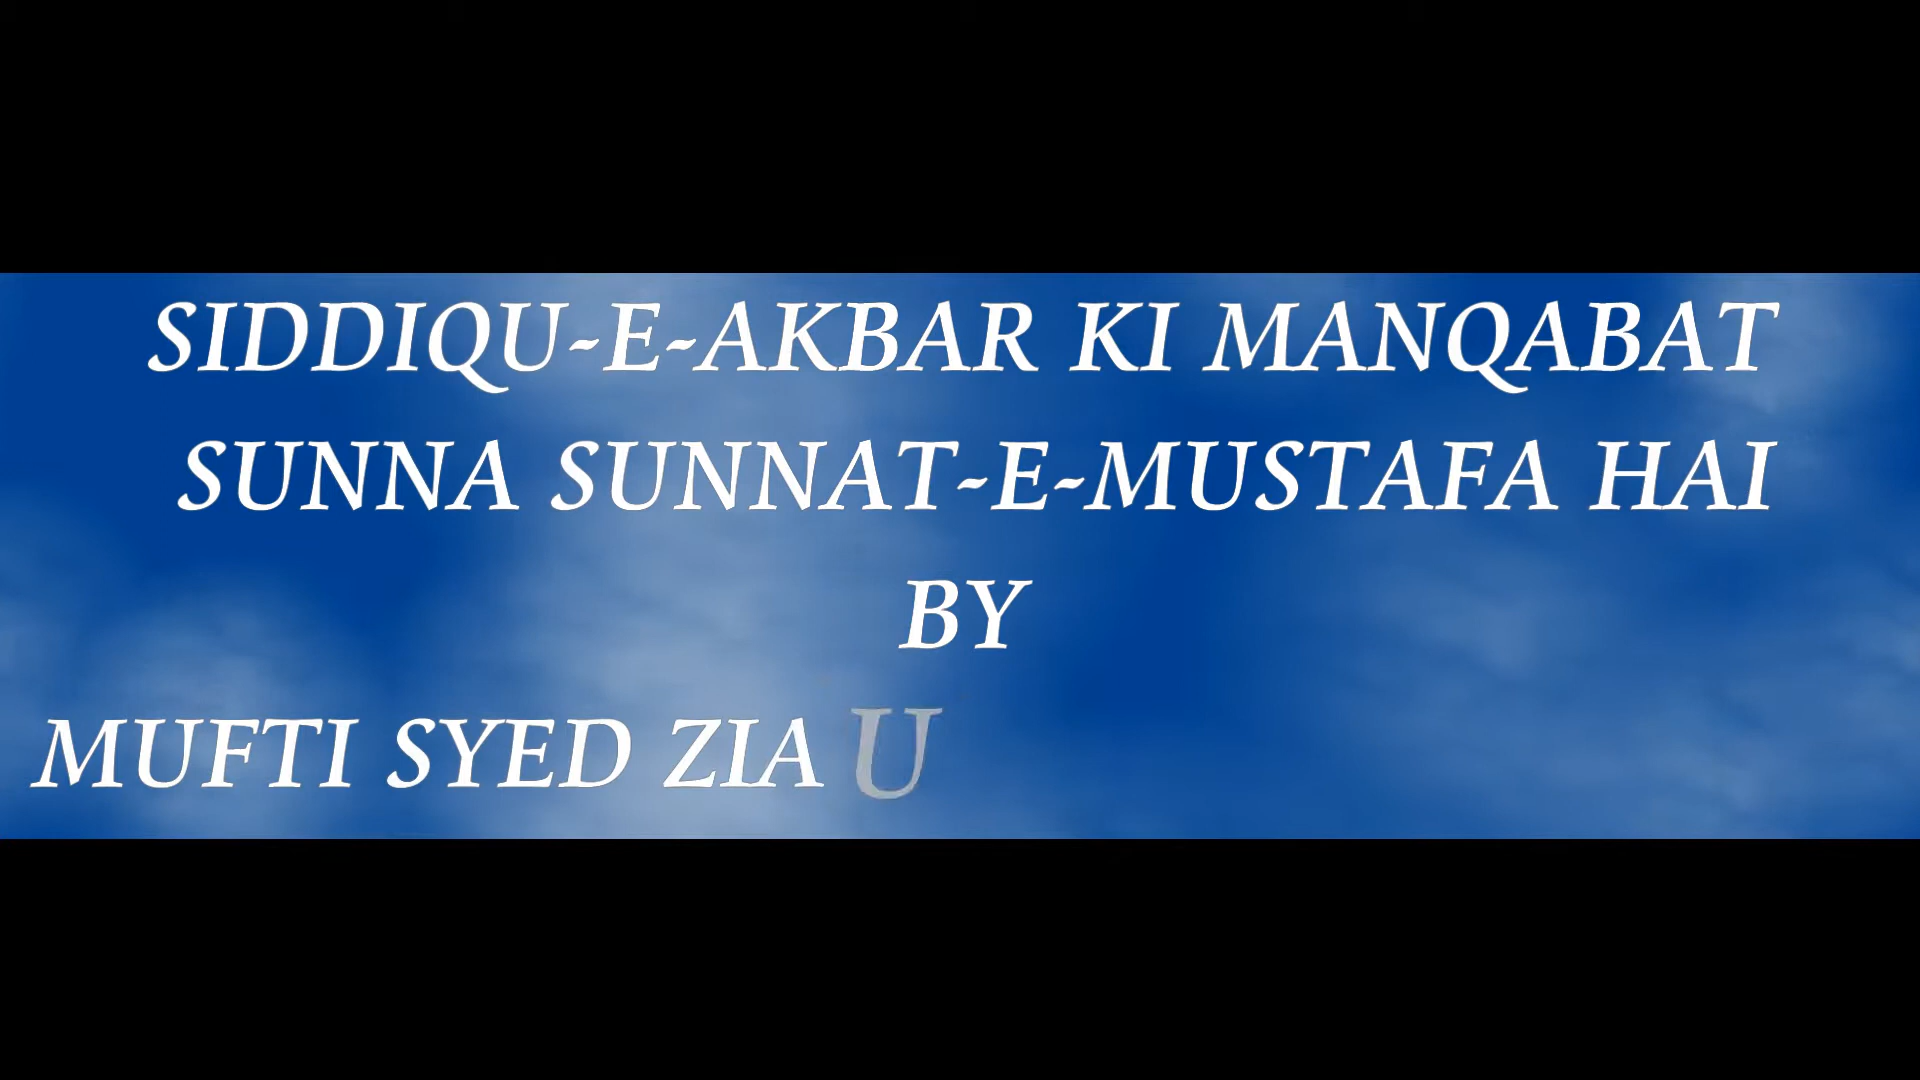 SIDDIQU-E-AKBAR KI MANQABAT
SUNNA SUNNAT-E-MUSTAFA HAI
BY
MUFTI SYED ZIA U